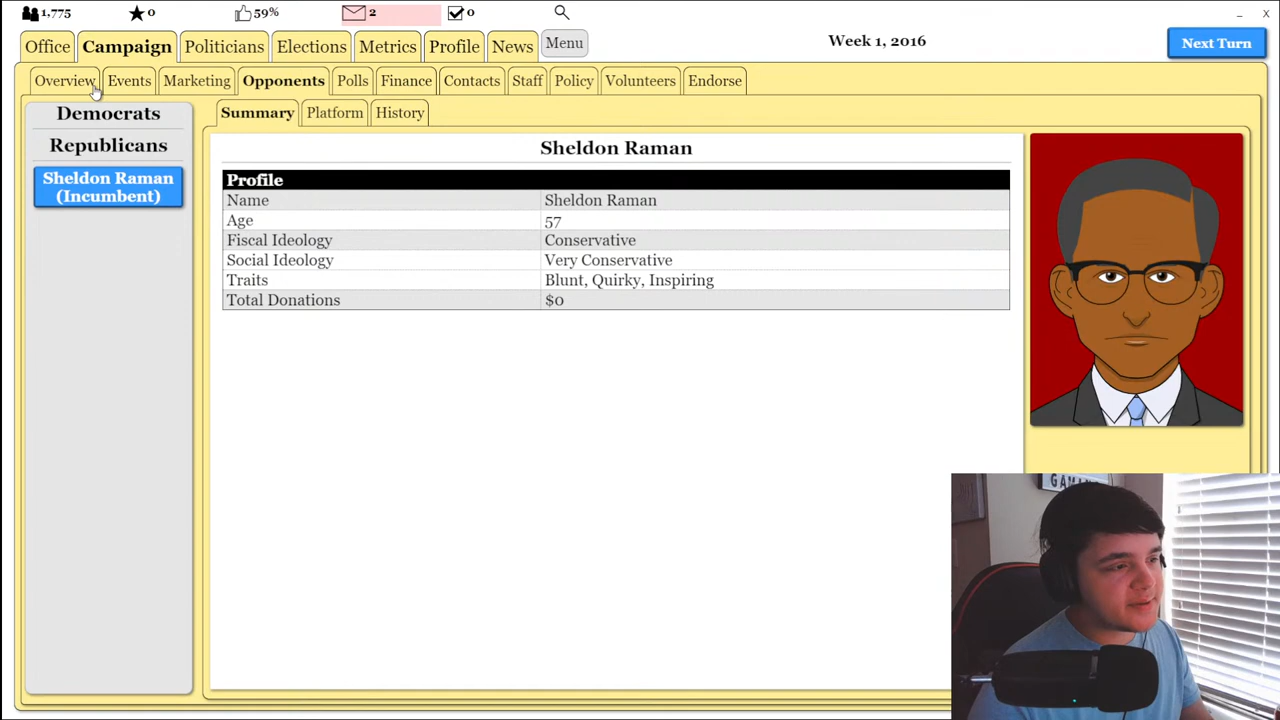 1,775
0
59%
2
0
Office
Campaign
Politicians
Elections
Metrics
Profile
News
Menu
Week 1, 2016
Next Turn
Overview
Events
Marketing
Opponents
Polls
Finance
Contacts
Staff
Policy
Volunteers
Endorse
Democrats
Republicans
Sheldon Raman
(Incumbent)
Summary
Platform
History
Sheldon Raman
Profile
Name Sheldon Raman
Age 57
Fiscal Ideology Conservative
Social Ideology Very Conservative
Traits Blunt, Quirky, Inspiring
Total Donations $0